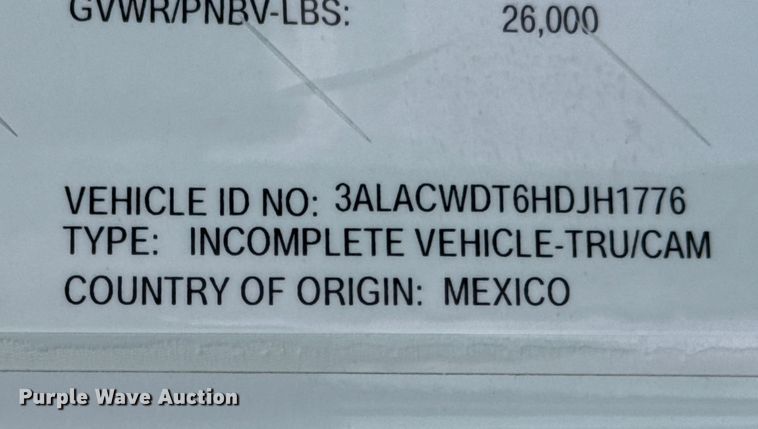 GVWR/PNBV-LBS: 26,000
VEHICLE ID NO: 3ALACWDT6HDJH1776
TYPE: INCOMPLETE VEHICLE-TRU/CAM
COUNTRY OF ORIGIN: MEXICO
Purple Wave Auction